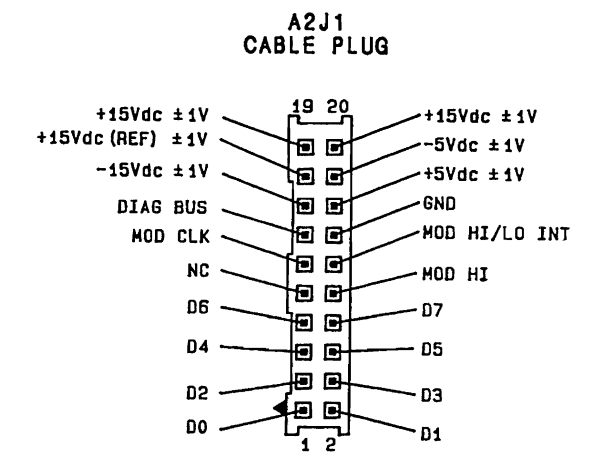 A2J1
CABLE PLUG
19 20
+15Vdc ±1V +15Vdc ±1V
+15Vdc(REF) ±1V -5Vdc ±1V
-15Vdc ±1V +5Vdc ±1V
DIAG BUS GND
MOD CLK MOD HI/LO INT
NC MOD HI
D6 D7
D4 D5
D2 D3
D0 D1
1 2